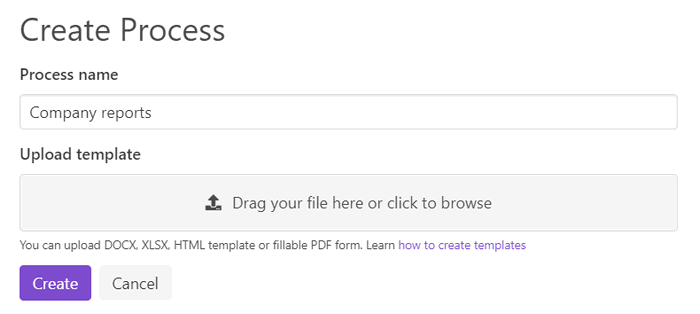 Create Process
Process name
Company reports
Upload template
Drag your file here or click to browse
You can upload DOCX, XLSX, HTML template or fillable PDF form. Learn how to create templates
Create Cancel